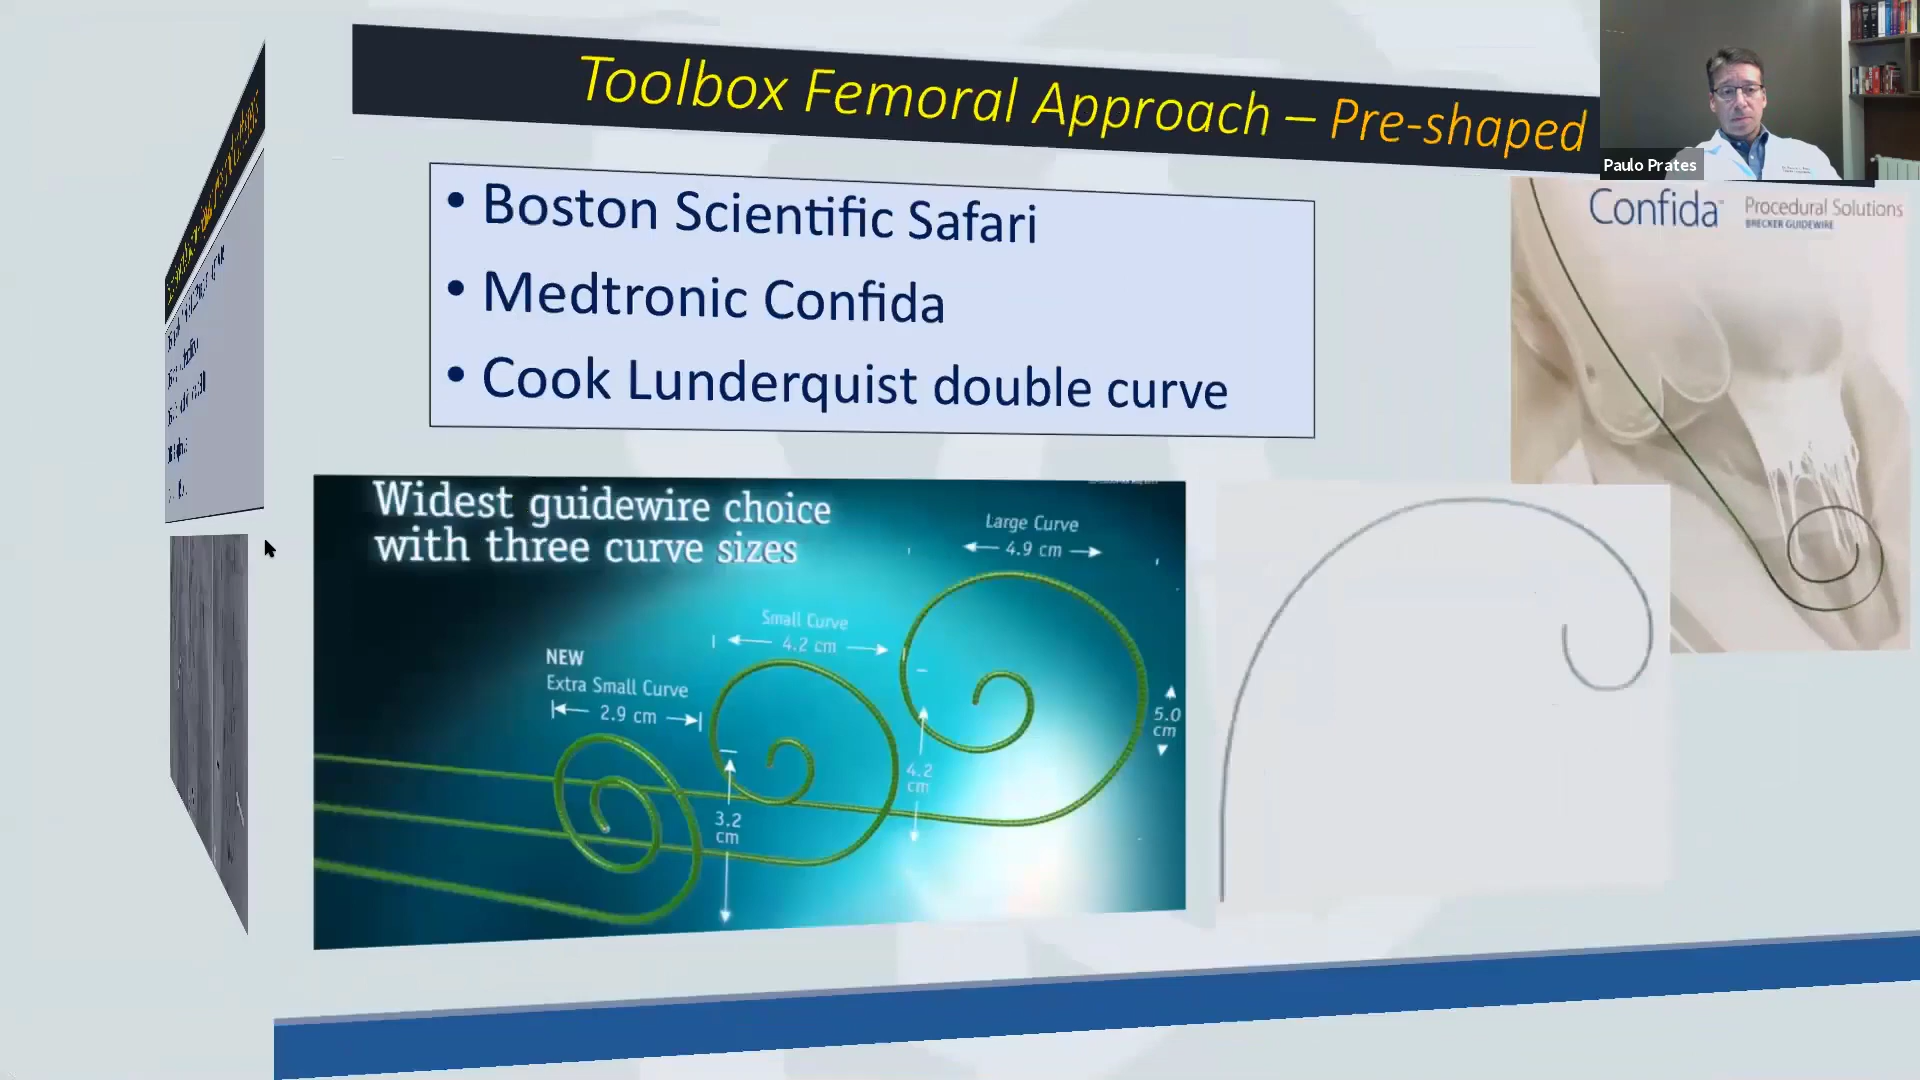 Toolbox Femoral Approach – Pre-shaped
Paulo Prates
• Boston Scientific Safari
• Medtronic Confida
• Cook Lunderquist double curve
Confida™ Procedural Solutions
BRECKER GUIDEWIRE
Widest guidewire choice
with three curve sizes
Large Curve
4.9 cm
Small Curve
4.2 cm
NEW
Extra Small Curve
2.9 cm
5.0
cm
4.2
cm
3.2
cm